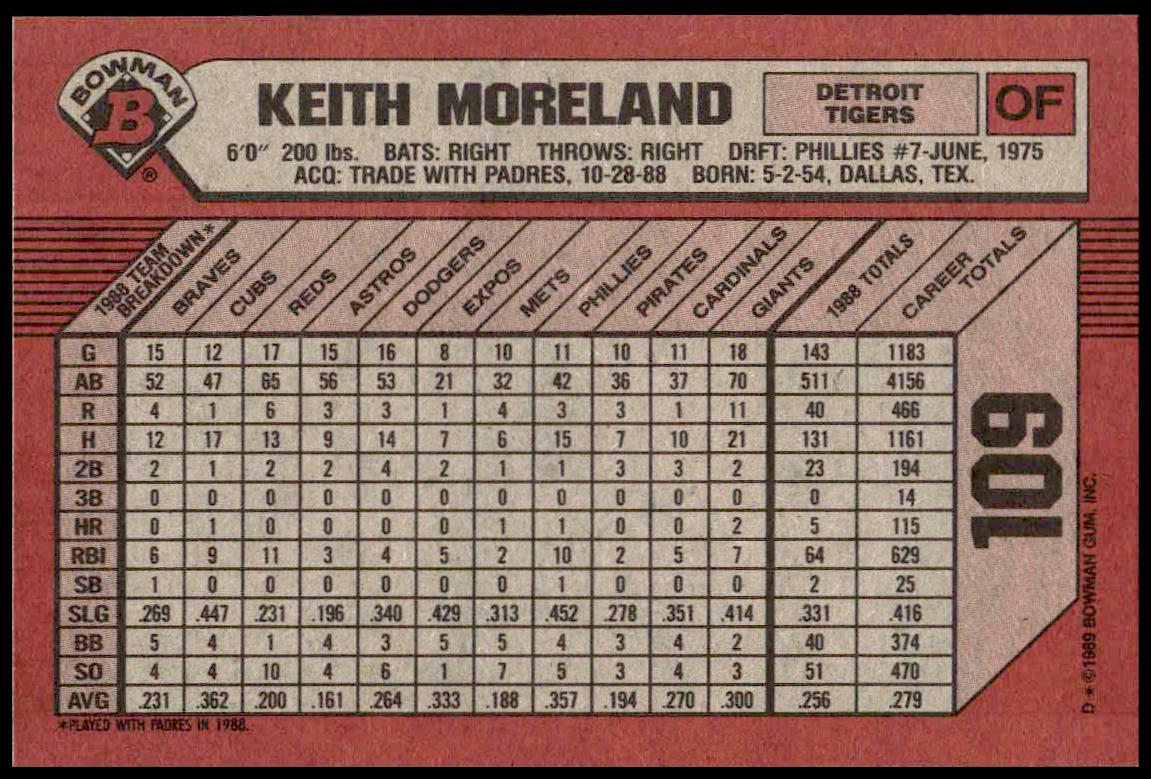 BOWMAN
B
®
KEITH MORELAND
DETROIT
TIGERS
OF
6'0" 200 lbs. BATS: RIGHT THROWS: RIGHT DRFT: PHILLIES #7-JUNE, 1975
ACQ: TRADE WITH PADRES, 10-28-88 BORN: 5-2-54, DALLAS, TEX.
1988 TEAM
BREAKDOWN*
BRAVES
CUBS
REDS
ASTROS
DODGERS
EXPOS
METS
PHILLIES
PIRATES
CARDINALS
GIANTS
1988 TOTALS
CAREER
TOTALS
G 15 12 17 15 16 8 10 11 10 11 18 143 1183
AB 52 47 65 56 53 21 32 42 36 37 70 511 4156
R 4 1 6 3 3 1 4 3 3 1 11 40 466
H 12 17 13 9 14 7 6 15 7 10 21 131 1161
2B 2 1 2 2 4 2 1 1 3 3 2 23 194
3B 0 0 0 0 0 0 0 0 0 0 0 0 14
HR 0 1 0 0 0 0 1 1 0 0 2 5 115
RBI 6 9 11 3 4 5 2 10 2 5 7 64 629
SB 1 0 0 0 0 0 0 1 0 0 0 2 25
SLG .269 .447 .231 .196 .340 .429 .313 .452 .278 .351 .414 .331 .416
BB 5 4 1 4 3 5 5 4 3 4 2 40 374
SO 4 4 10 4 6 1 7 5 3 4 3 51 470
AVG .231 .362 .200 .161 .264 .333 .188 .357 .194 .270 .300 .256 .279
109
*PLAYED WITH PADRES IN 1988.
D*©1989 BOWMAN GUM, INC.